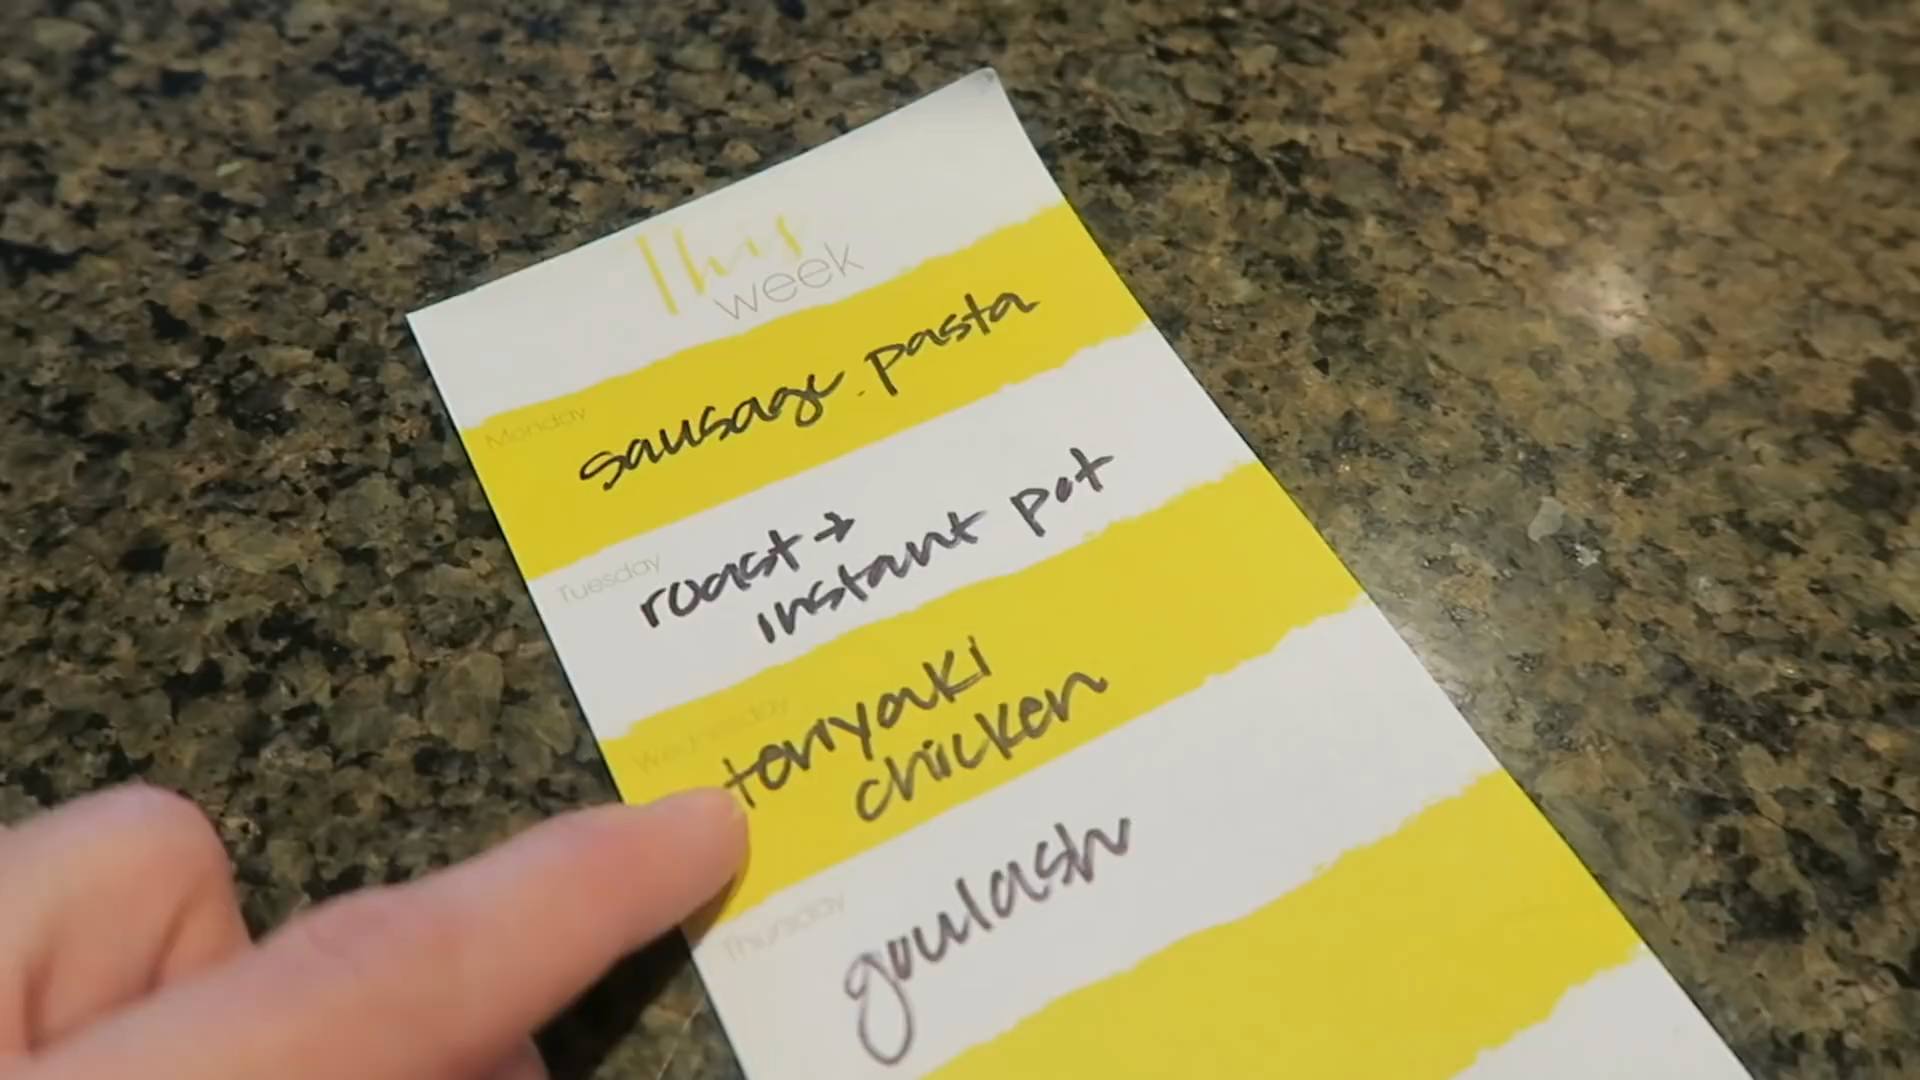 This
week
Monday
sausage pasta
Tuesday
roast →
instant pot
Wednesday
teriyaki
chicken
Thursday
goulash